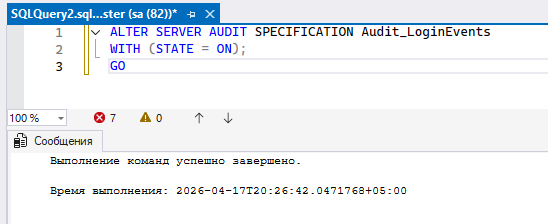 SQLQuery2.sql...ster (sa (82))*
1 ALTER SERVER AUDIT SPECIFICATION Audit_LoginEvents
2 WITH (STATE = ON);
3 GO
100 % 7 0
Сообщения
Выполнение команд успешно завершено.
Время выполнения: 2026-04-17T20:26:42.0471768+05:00